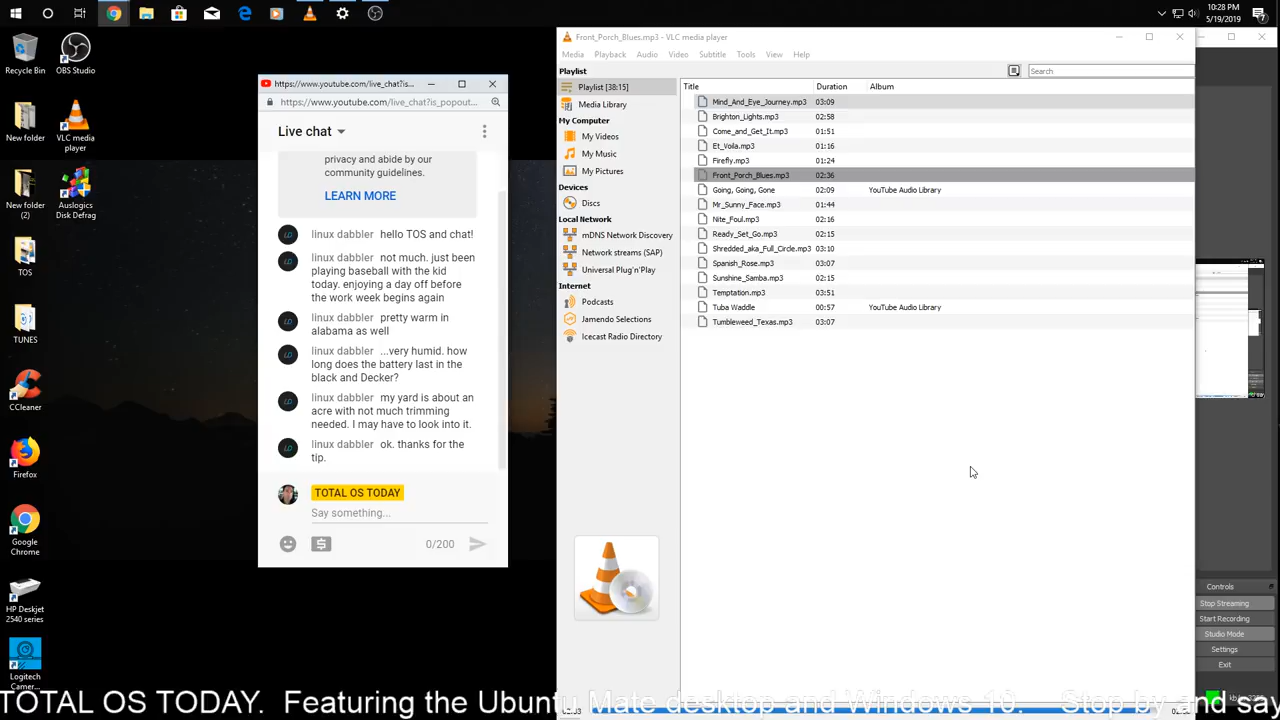 10:28 PM
5/19/2019
Recycle Bin
OBS Studio
New folder
VLC media
player
New folder
(2)
Auslogics
Disk Defrag
TOS
TUNES
CCleaner
Firefox
Google
Chrome
HP Deskjet
2540 series
Logitech
Camer...
https://www.youtube.com/live_chat?is...
https://www.youtube.com/live_chat?is_popout...
Live chat
privacy and abide by our
community guidelines.
LEARN MORE
linux dabbler hello TOS and chat!
linux dabbler not much. just been
playing baseball with the kid
today. enjoying a day off before
the work week begins again
linux dabbler pretty warm in
alabama as well
linux dabbler ...very humid. how
long does the battery last in the
black and Decker?
linux dabbler my yard is about an
acre with not much trimming
needed. I may have to look into it.
linux dabbler ok. thanks for the
tip.
TOTAL OS TODAY
Say something...
0/200
Front_Porch_Blues.mp3 - VLC media player
Media Playback Audio Video Subtitle Tools View Help
Playlist
Search
Playlist [38:15]
Media Library
My Computer
My Videos
My Music
My Pictures
Devices
Discs
Local Network
mDNS Network Discovery
Network streams (SAP)
Universal Plug'n'Play
Internet
Podcasts
Jamendo Selections
Icecast Radio Directory
Title Duration Album
Mind_And_Eye_Journey.mp3 03:09
Brighton_Lights.mp3 02:58
Come_and_Get_It.mp3 01:51
Et_Voila.mp3 01:16
Firefly.mp3 01:24
Front_Porch_Blues.mp3 02:36
Going, Going, Gone 02:09 YouTube Audio Library
Mr_Sunny_Face.mp3 01:44
Nite_Foul.mp3 02:16
Ready_Set_Go.mp3 02:15
Shredded_aka_Full_Circle.mp3 03:10
Spanish_Rose.mp3 03:07
Sunshine_Samba.mp3 02:15
Temptation.mp3 03:51
Tuba Waddle 00:57 YouTube Audio Library
Tumbleweed_Texas.mp3 03:07
Controls
Stop Streaming
Start Recording
Studio Mode
Settings
Exit
TOTAL OS TODAY. Featuring the Ubuntu Mate desktop and Windows 10. Stop by and say